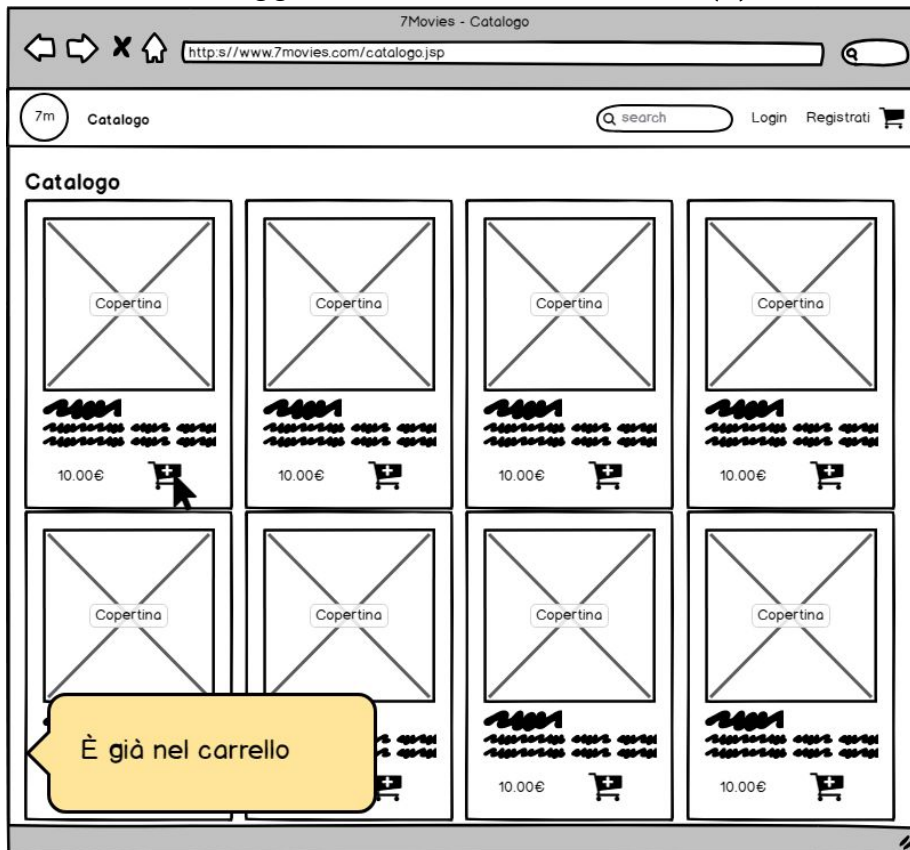 7Movies - Catalogo
http:s//www.7movies.com/catalogo.jsp
7m Catalogo search Login Registrati
Catalogo
Copertina Copertina Copertina Copertina
10.00€ 10.00€ 10.00€ 10.00€
Copertina Copertina Copertina Copertina
È già nel carrello
10.00€ 10.00€